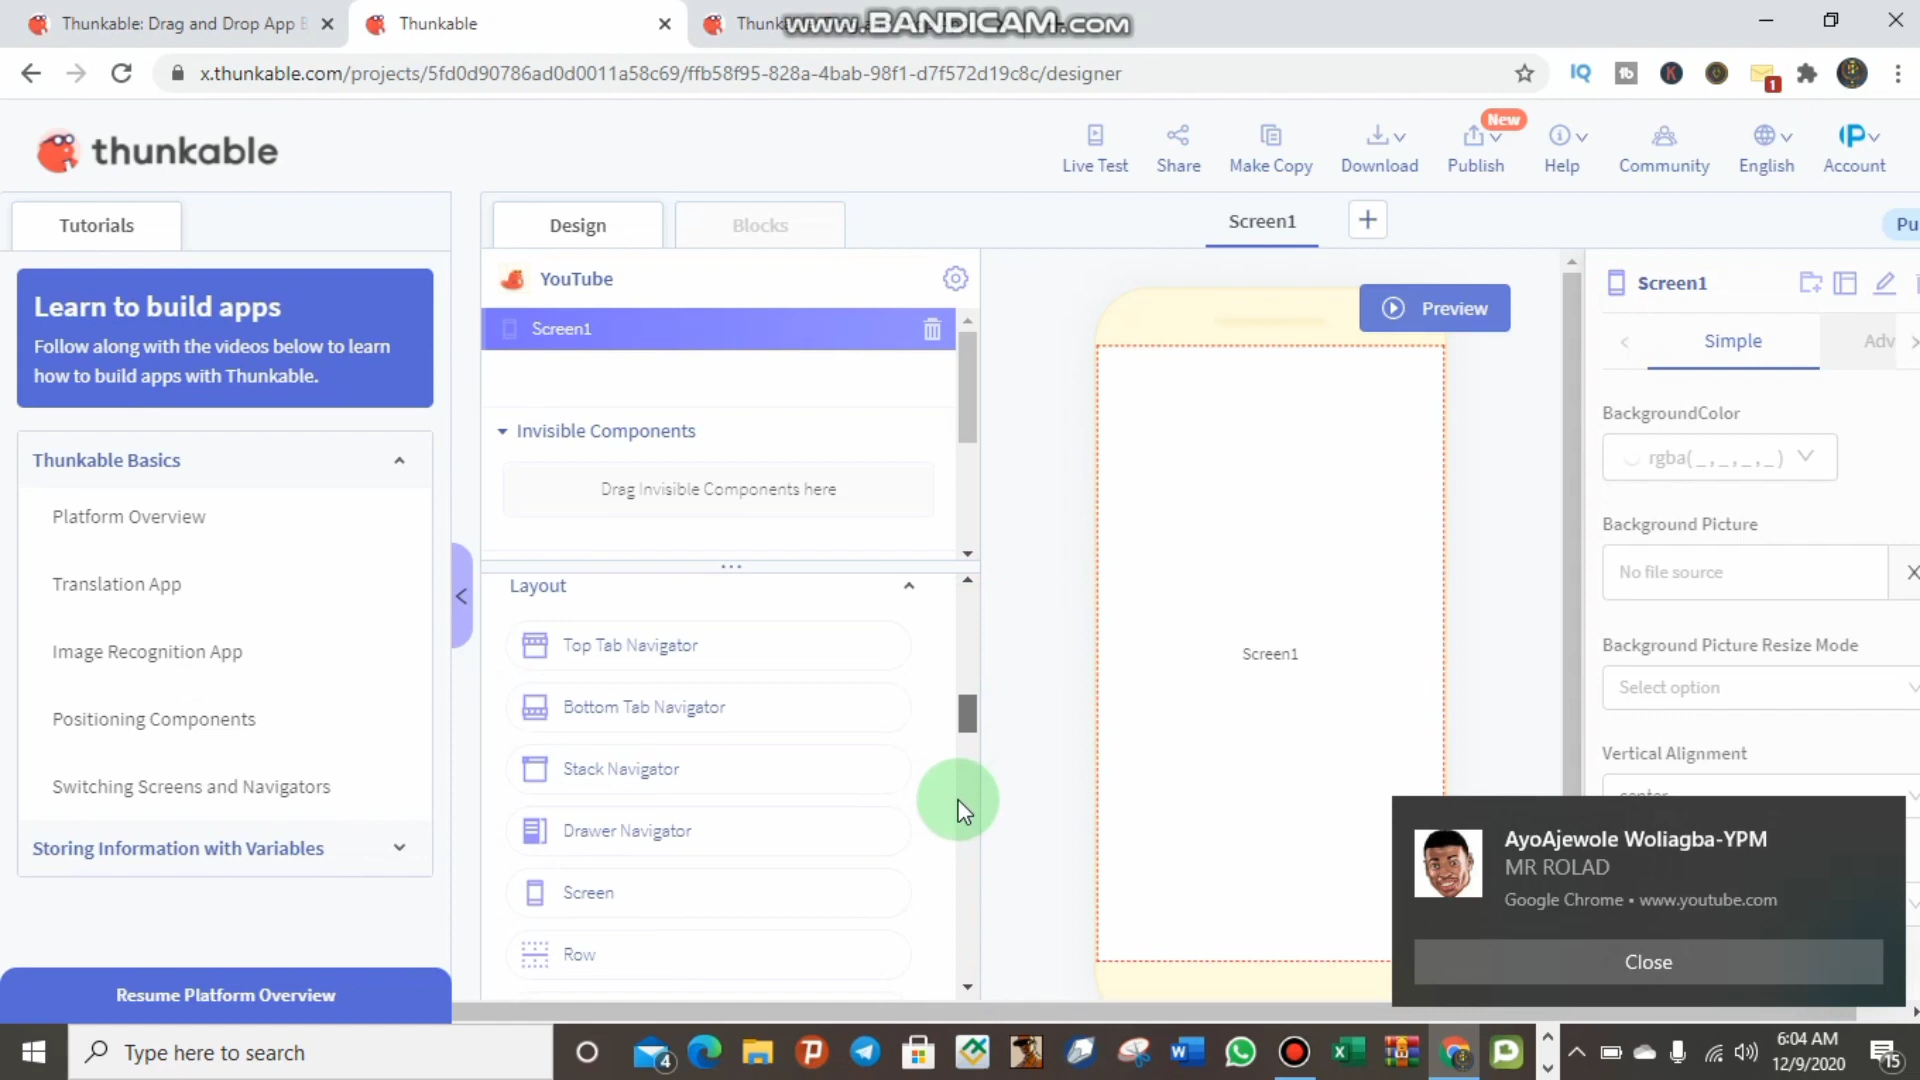 Thunkable: Drag and Drop App B
Thunkable
Thunk
www.BANDICAM.com
x.thunkable.com/projects/5fd0d90786ad0d0011a58c69/ffb58f95-828a-4bab-98f1-d7f572d19c8c/designer
IQ
tb
K
1
thunkable
Live Test
Share
Make Copy
Download
New
Publish
Help
Community
English
Account
Tutorials
Design
Blocks
Screen1
Pu
Learn to build apps
Follow along with the videos below to learn
how to build apps with Thunkable.
Thunkable Basics
Platform Overview
Translation App
Image Recognition App
Positioning Components
Switching Screens and Navigators
Storing Information with Variables
Resume Platform Overview
YouTube
Screen1
Invisible Components
Drag Invisible Components here
Layout
Top Tab Navigator
Bottom Tab Navigator
Stack Navigator
Drawer Navigator
Screen
Row
Preview
Screen1
Screen1
Simple
Adv
BackgroundColor
rgba(_,_,_,_)
Background Picture
No file source
X
Background Picture Resize Mode
Select option
Vertical Alignment
center
AyoAjewole Woliagba-YPM
MR ROLAD
Google Chrome • www.youtube.com
Close
Type here to search
4
6:04 AM
12/9/2020
15